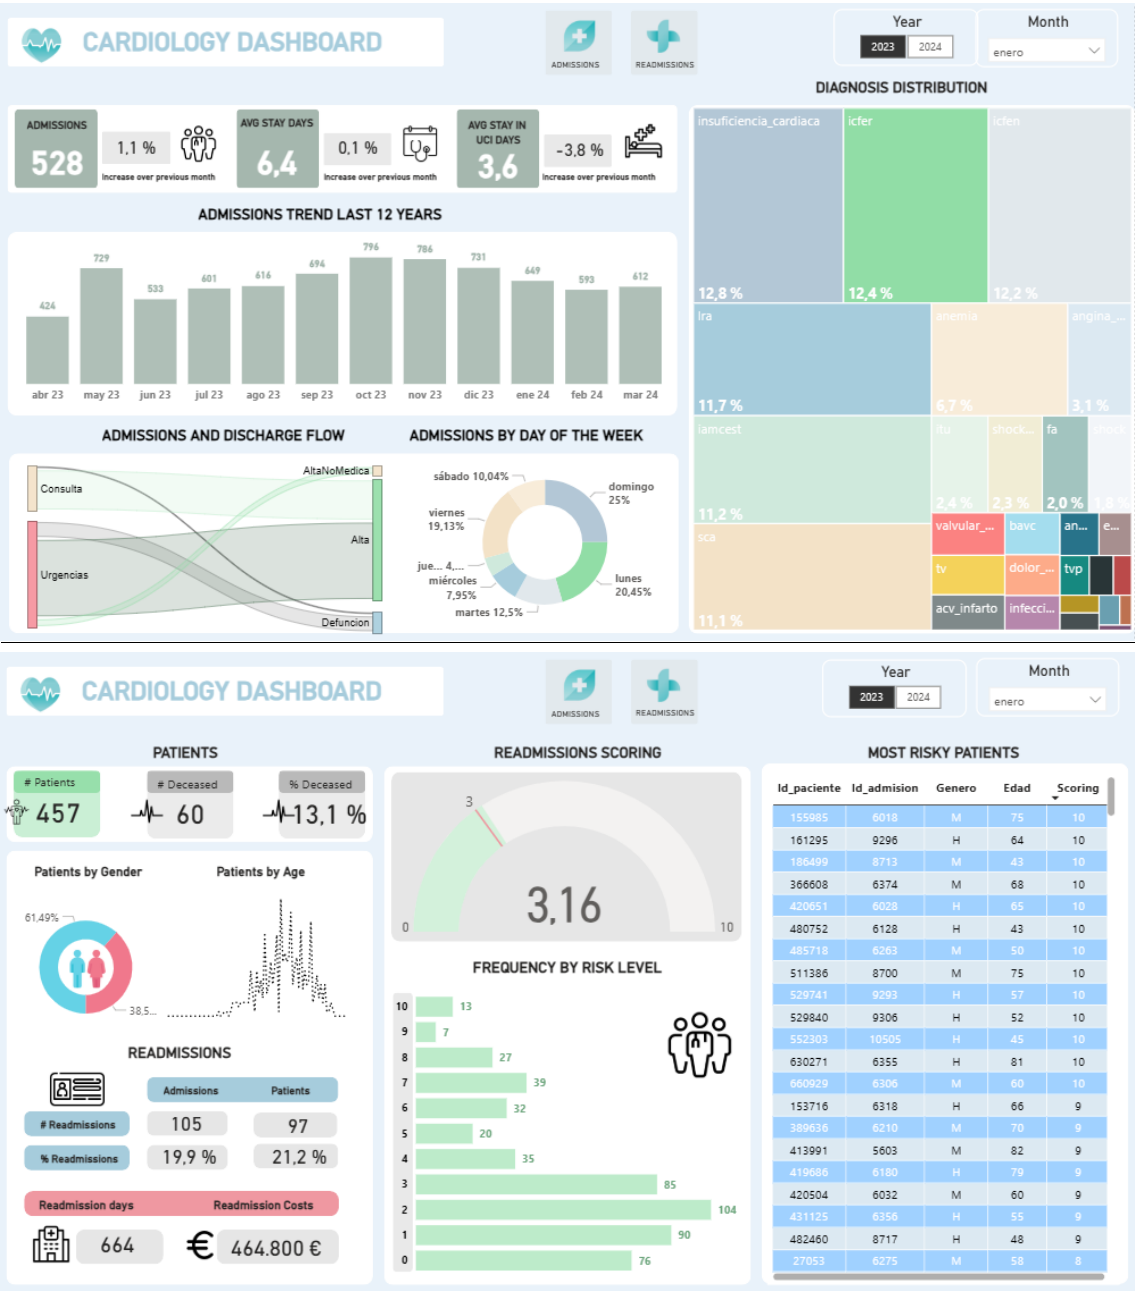 CARDIOLOGY DASHBOARD
ADMISSIONS
READMISSIONS
Year
2023
2024
Month
enero
ADMISSIONS
528
1,1 %
Increase over previous month
AVG STAY DAYS
6,4
0,1 %
Increase over previous month
AVG STAY IN
UCI DAYS
3,6
-3,8 %
Increase over previous month
DIAGNOSIS DISTRIBUTION
insuficiencia_cardiaca
12,8 %
icfer
12,4 %
icfen
12,2 %
Ira
11,7 %
anemia
6,7 %
angina_...
3,1 %
iamcest
11,2 %
itu
2,4 %
shock...
2,3 %
fa
2,0 %
shock
1,8 %
sca
11,1 %
valvular_...
bavc
an...
e...
tv
dolor_...
tvp
acv_infarto
infecci...
ADMISSIONS TREND LAST 12 YEARS
424
729
533
601
616
694
796
786
731
649
593
612
abr 23
may 23
jun 23
jul 23
ago 23
sep 23
oct 23
nov 23
dic 23
ene 24
feb 24
mar 24
ADMISSIONS AND DISCHARGE FLOW
Consulta
Urgencias
AltaNoMedica
Alta
Defuncion
ADMISSIONS BY DAY OF THE WEEK
sábado 10,04%
domingo
25%
viernes
19,13%
jue... 4,...
miércoles
7,95%
martes 12,5%
lunes
20,45%
CARDIOLOGY DASHBOARD
ADMISSIONS
READMISSIONS
Year
2023
2024
Month
enero
PATIENTS
# Patients
457
# Deceased
60
% Deceased
13,1 %
Patients by Gender
61,49%
38,5...
Patients by Age
READMISSIONS
Admissions
Patients
# Readmissions
105
97
% Readmissions
19,9 %
21,2 %
Readmission days
Readmission Costs
664
€
464.800 €
READMISSIONS SCORING
3
0
3,16
10
FREQUENCY BY RISK LEVEL
10 13
9 7
8 27
7 39
6 32
5 20
4 35
3 85
2 104
1 90
0 76
MOST RISKY PATIENTS
Id_paciente Id_admision Genero Edad Scoring
155985 6018 M 75 10
161295 9296 H 64 10
186499 8713 M 43 10
366608 6374 M 68 10
420651 6028 H 65 10
480752 6128 H 43 10
485718 6263 M 50 10
511386 8700 M 75 10
529741 9293 H 57 10
529840 9306 H 52 10
552303 10505 H 45 10
630271 6355 H 81 10
660929 6306 M 60 10
153716 6318 H 66 9
389636 6210 M 70 9
413991 5603 M 82 9
419686 6180 H 79 9
420504 6032 M 60 9
431125 6356 H 55 9
482460 8717 H 48 9
27053 6275 M 58 8